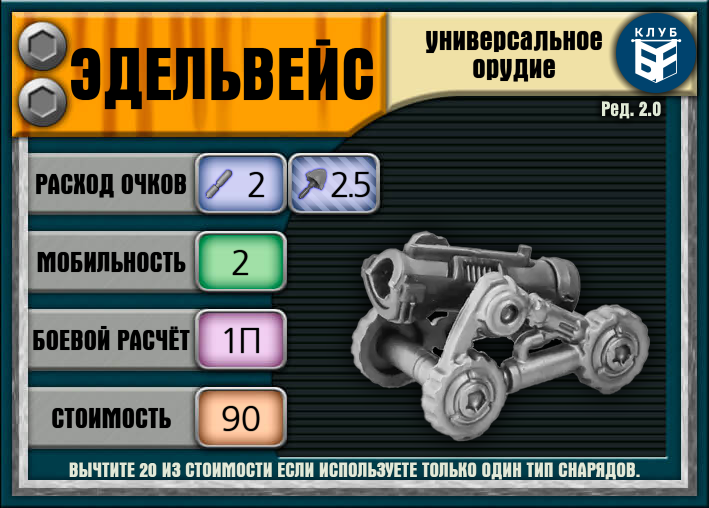 ЭДЕЛЬВЕЙС
универсальное
орудие
КЛУБ
Ред. 2.0
РАСХОД ОЧКОВ 2 2.5
МОБИЛЬНОСТЬ 2
БОЕВОЙ РАСЧЁТ 1П
СТОИМОСТЬ 90
ВЫЧТИТЕ 20 ИЗ СТОИМОСТИ ЕСЛИ ИСПОЛЬЗУЕТЕ ТОЛЬКО ОДИН ТИП СНАРЯДОВ.